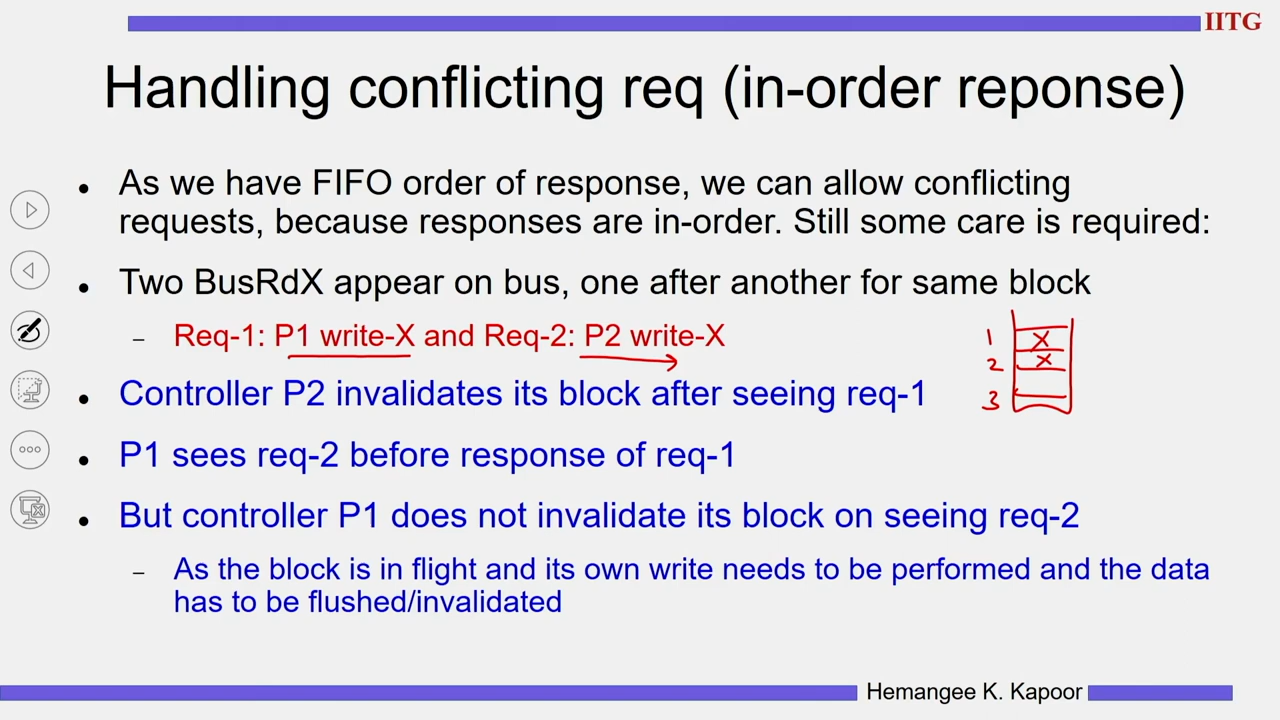 IITG
Handling conflicting req (in-order reponse)
As we have FIFO order of response, we can allow conflicting
requests, because responses are in-order. Still some care is required:
Two BusRdX appear on bus, one after another for same block
– Req-1: P1 write-X and Req-2: P2 write-X
1 X
2 X
3
Controller P2 invalidates its block after seeing req-1
P1 sees req-2 before response of req-1
But controller P1 does not invalidate its block on seeing req-2
– As the block is in flight and its own write needs to be performed and the data
has to be flushed/invalidated
Hemangee K. Kapoor